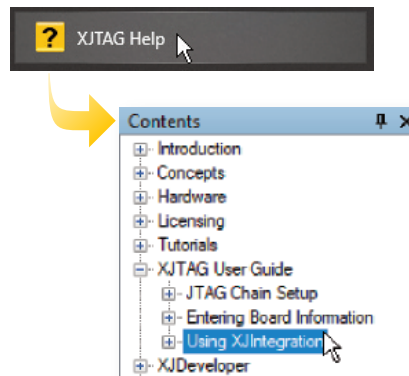 ? XJTAG Help
Contents
Introduction
Concepts
Hardware
Licensing
Tutorials
XJTAG User Guide
JTAG Chain Setup
Entering Board Information
Using XJIntegration
XJDeveloper